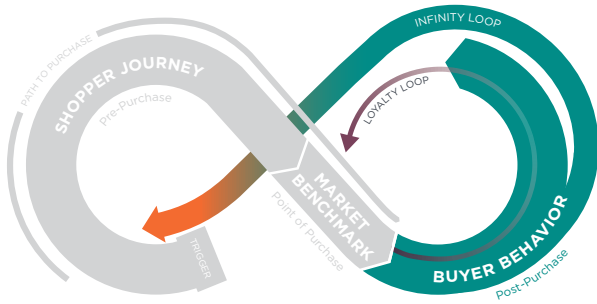 PATH TO PURCHASE
SHOPPER JOURNEY
Pre-Purchase
TRIGGER
MARKET
BENCHMARK
Point of Purchase
INFINITY LOOP
LOYALTY LOOP
BUYER BEHAVIOR
Post-Purchase